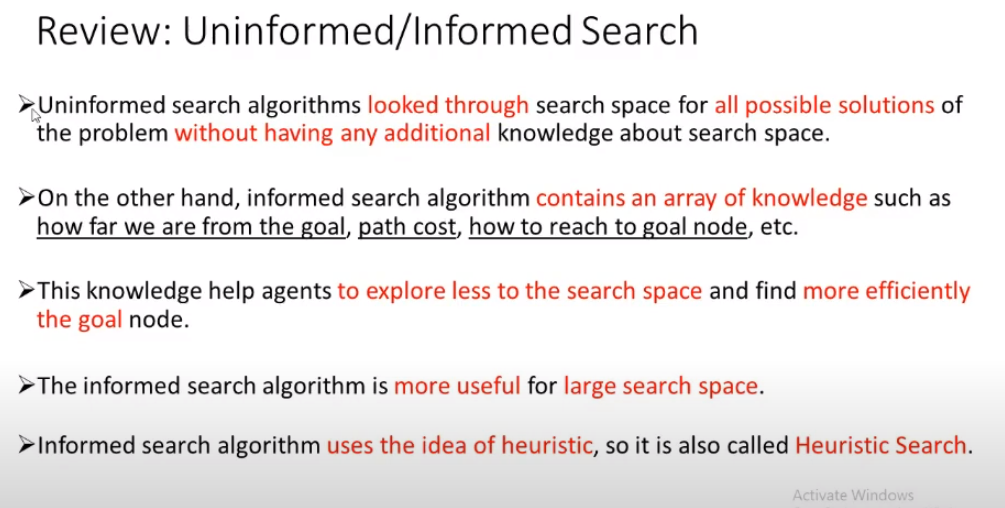 Review: Uninformed/Informed Search
➢Uninformed search algorithms looked through search space for all possible solutions of
the problem without having any additional knowledge about search space.
➢On the other hand, informed search algorithm contains an array of knowledge such as
how far we are from the goal, path cost, how to reach to goal node, etc.
➢This knowledge help agents to explore less to the search space and find more efficiently
the goal node.
➢The informed search algorithm is more useful for large search space.
➢Informed search algorithm uses the idea of heuristic, so it is also called Heuristic Search.
Activate Windows